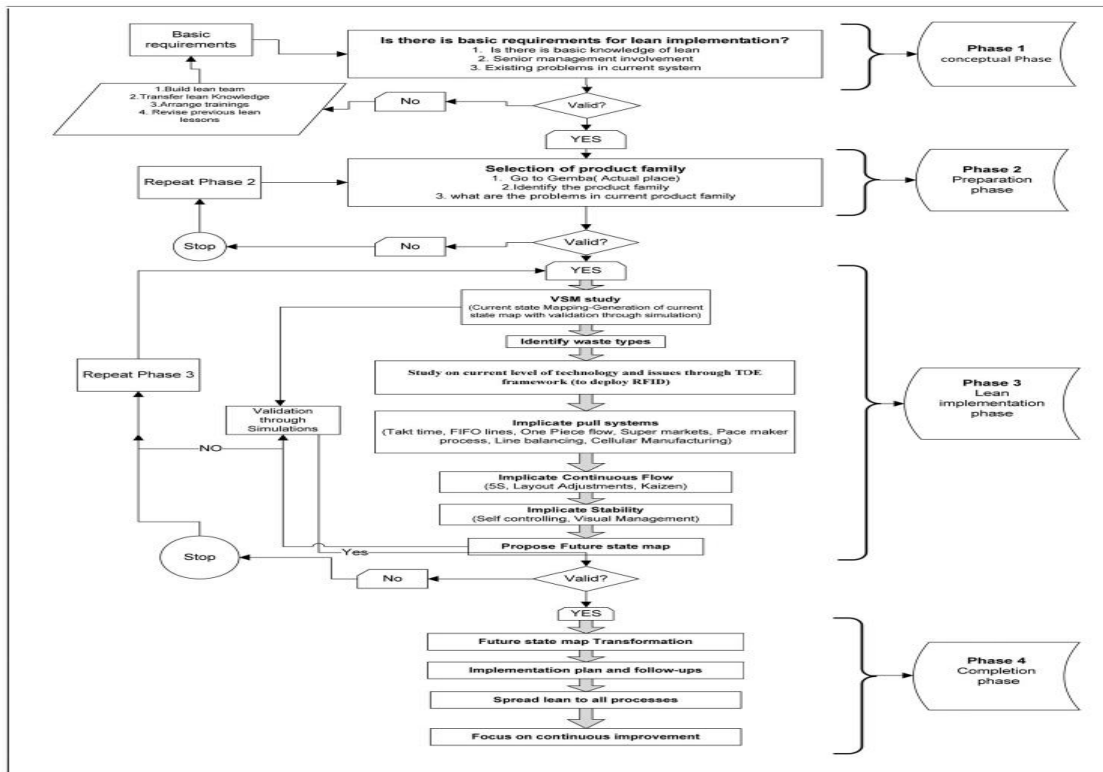 Basic
requirements
Is there is basic requirements for lean implementation?
1. Is there is basic knowledge of lean
2. Senior management involvement
3. Existing problems in current system
Phase 1
conceptual Phase
1.Build lean team
2.Transfer lean Knowledge
3.Arrange trainings
4. Revise previous lean
lessons
No
Valid?
YES
Repeat Phase 2
Selection of product family
1. Go to Gemba( Actual place)
2.Identify the product family
3. what are the problems in current product family
Phase 2
Preparation
phase
Stop
No
Valid?
YES
VSM study
(Current state Mapping-Generation of current
state map with validation through simulation)
Identify waste types
Repeat Phase 3
Study on current level of technology and issues through TDE
framework (to deploy RFID)
Phase 3
Lean
implementation
phase
Validation
through
Simulations
Implicate pull systems
(Takt time, FIFO lines, One Piece flow, Super markets, Pace maker
process, Line balancing, Cellular Manufacturing)
NO
Implicate Continuous Flow
(5S, Layout Adjustments, Kaizen)
Implicate Stability
(Self controlling, Visual Management)
Propose Future state map
Yes
Stop
No
Valid?
YES
Future state map Transformation
Implementation plan and follow-ups
Phase 4
Completion
phase
Spread lean to all processes
Focus on continuous improvement